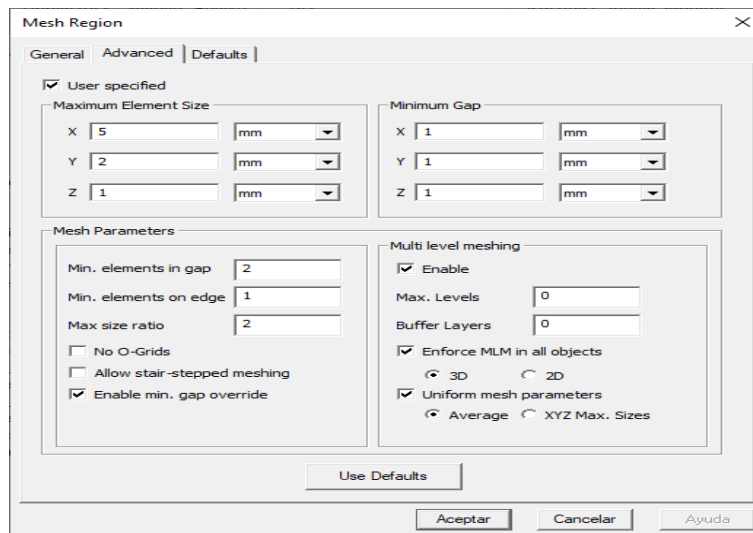 Mesh Region
General Advanced Defaults
User specified
Maximum Element Size
X 5 mm
Y 2 mm
Z 1 mm
Minimum Gap
X 1 mm
Y 1 mm
Z 1 mm
Mesh Parameters
Min. elements in gap 2
Min. elements on edge 1
Max size ratio 2
No O-Grids
Allow stair-stepped meshing
Enable min. gap override
Multi level meshing
Enable
Max. Levels 0
Buffer Layers 0
Enforce MLM in all objects
3D 2D
Uniform mesh parameters
Average XYZ Max. Sizes
Use Defaults
Aceptar Cancelar Ayuda